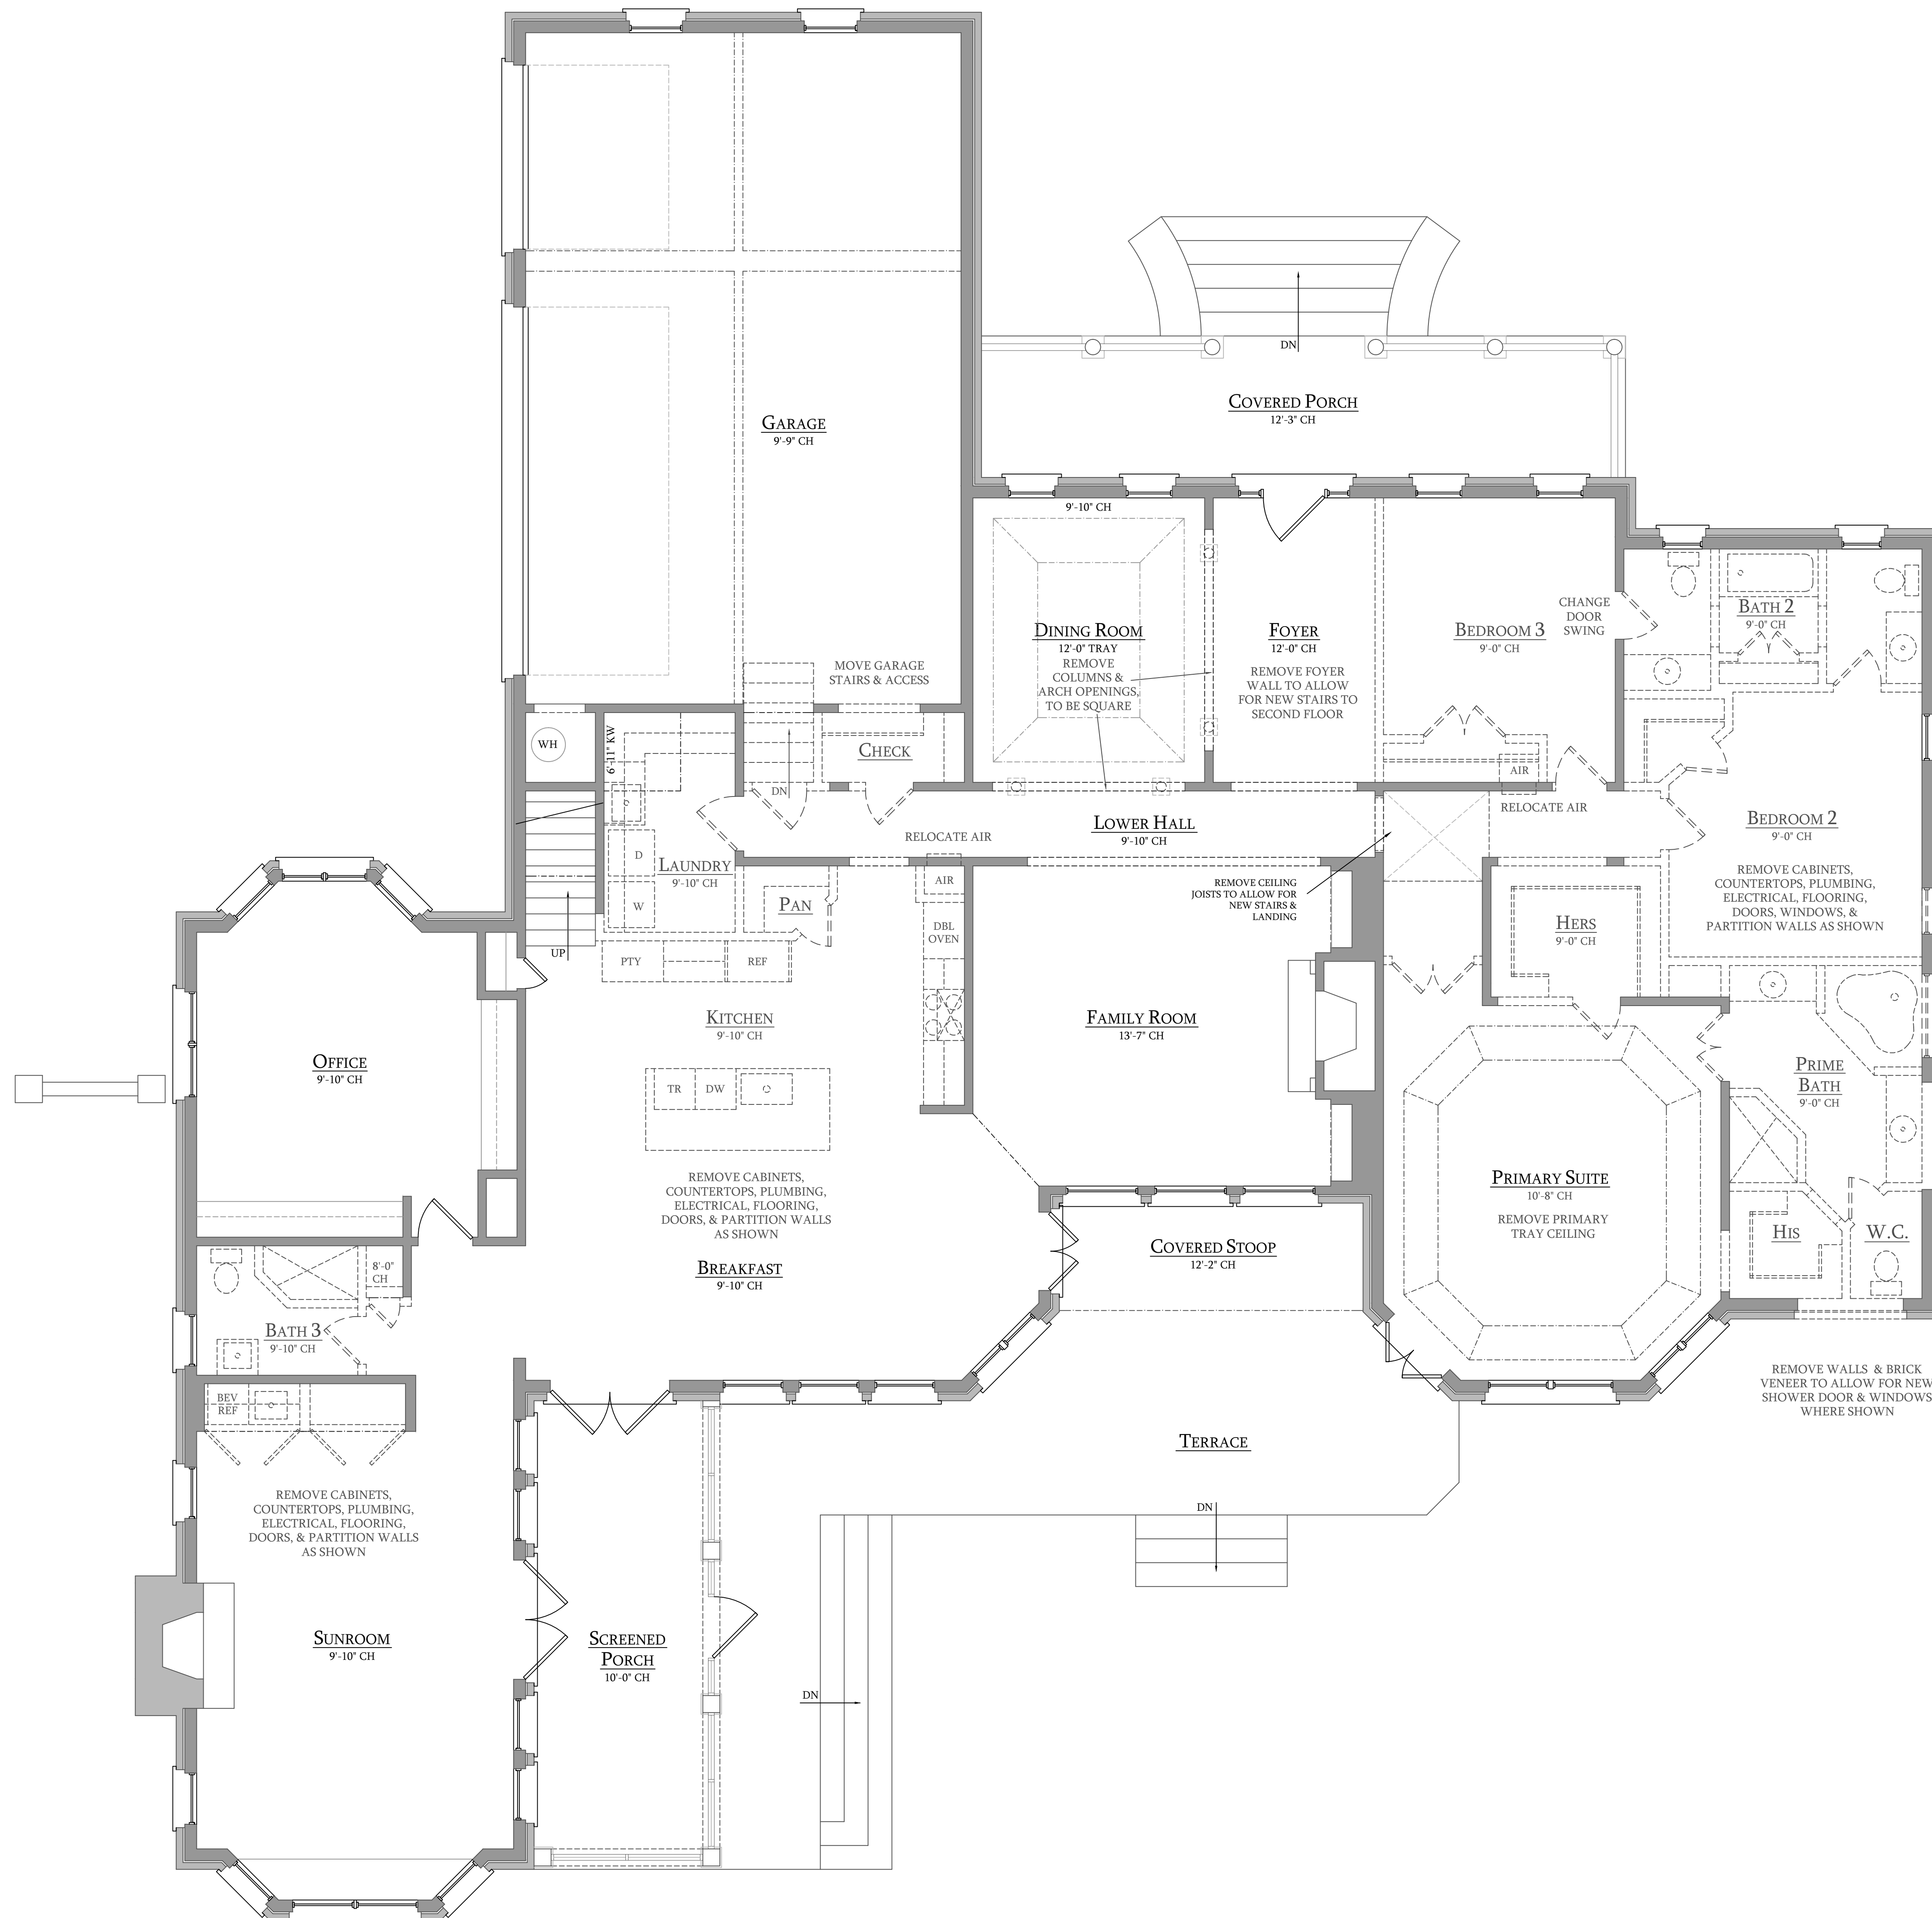 GARAGE
9'-9" CH
MOVE GARAGE
STAIRS & ACCESS
DN
COVERED PORCH
12'-3" CH
9'-10" CH
DINING ROOM
12'-0" TRAY
REMOVE
COLUMNS &
ARCH OPENINGS,
TO BE SQUARE
FOYER
12'-0" CH
REMOVE FOYER
WALL TO ALLOW
FOR NEW STAIRS TO
SECOND FLOOR
BEDROOM 3
9'-0" CH
CHANGE
DOOR
SWING
BATH 2
9'-0" CH
WH
6'-11" KW
CHECK
DN
AIR
RELOCATE AIR
RELOCATE AIR
LOWER HALL
9'-10" CH
BEDROOM 2
9'-0" CH
REMOVE CABINETS,
COUNTERTOPS, PLUMBING,
ELECTRICAL, FLOORING,
DOORS, WINDOWS, &
PARTITION WALLS AS SHOWN
D
LAUNDRY
9'-10" CH
W
PAN
AIR
DBL
OVEN
UP
PTY
REF
REMOVE CEILING
JOISTS TO ALLOW FOR
NEW STAIRS &
LANDING
HERS
9'-0" CH
KITCHEN
9'-10" CH
FAMILY ROOM
13'-7" CH
OFFICE
9'-10" CH
TR
DW
PRIME
BATH
9'-0" CH
REMOVE CABINETS,
COUNTERTOPS, PLUMBING,
ELECTRICAL, FLOORING,
DOORS, & PARTITION WALLS
AS SHOWN
PRIMARY SUITE
10'-8" CH
REMOVE PRIMARY
TRAY CEILING
HIS
W.C.
BREAKFAST
9'-10" CH
COVERED STOOP
12'-2" CH
8'-0"
CH
BATH 3
9'-10" CH
BEV
REF
REMOVE WALLS & BRICK
VENEER TO ALLOW FOR NEW
SHOWER DOOR & WINDOWS
WHERE SHOWN
TERRACE
DN
REMOVE CABINETS,
COUNTERTOPS, PLUMBING,
ELECTRICAL, FLOORING,
DOORS, & PARTITION WALLS
AS SHOWN
SUNROOM
9'-10" CH
SCREENED
PORCH
10'-0" CH
DN